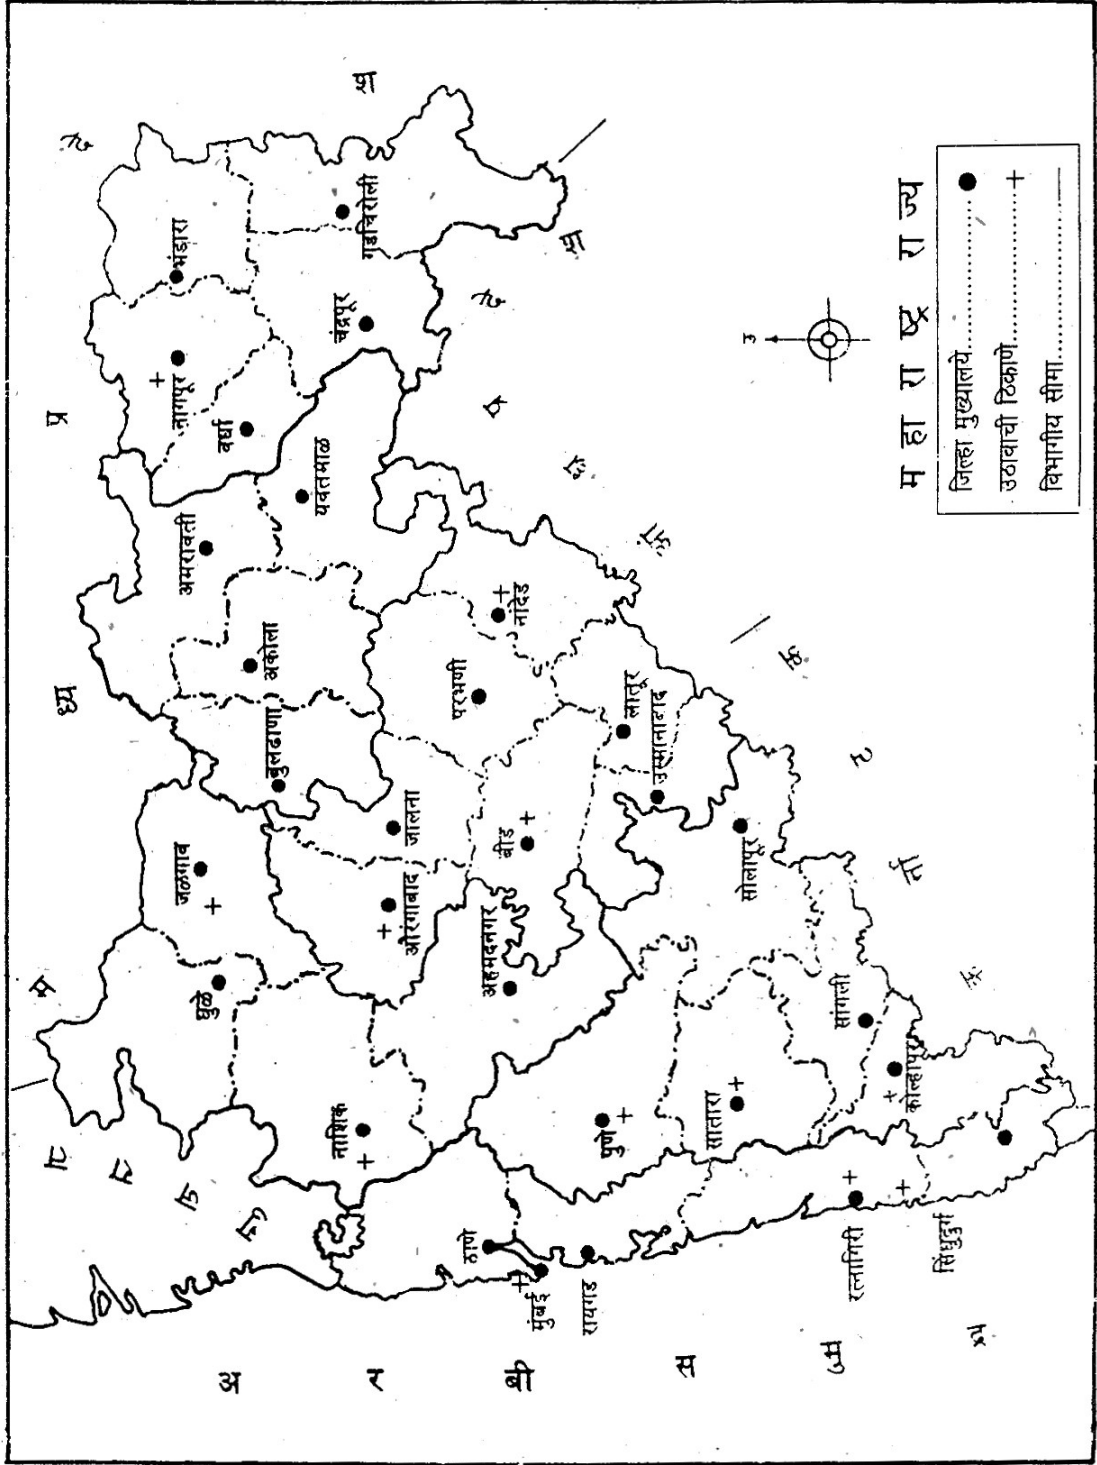 महाराष्ट्र राज्य
जिल्हा मुख्यालये.................●
उठावाची ठिकाणे.................+
विभागीय सीमा.................
उ
मध्य प्रदेश
गुजरात
आंध्र प्रदेश
कर्नाटक
अरबी समुद्र
भंडारा
गडचिरोली
नागपूर
चंद्रपूर
वर्धा
यवतमाळ
अमरावती
अकोला
बुलढाणा
नांदेड
परभणी
लातूर
उस्मानाबाद
जळगाव
जालना
औरंगाबाद
बीड
सोलापूर
धुळे
अहमदनगर
नाशिक
पुणे
सातारा
सांगली
कोल्हापूर
ठाणे
मुंबई
रायगड
रत्नागिरी
सिंधुदुर्ग